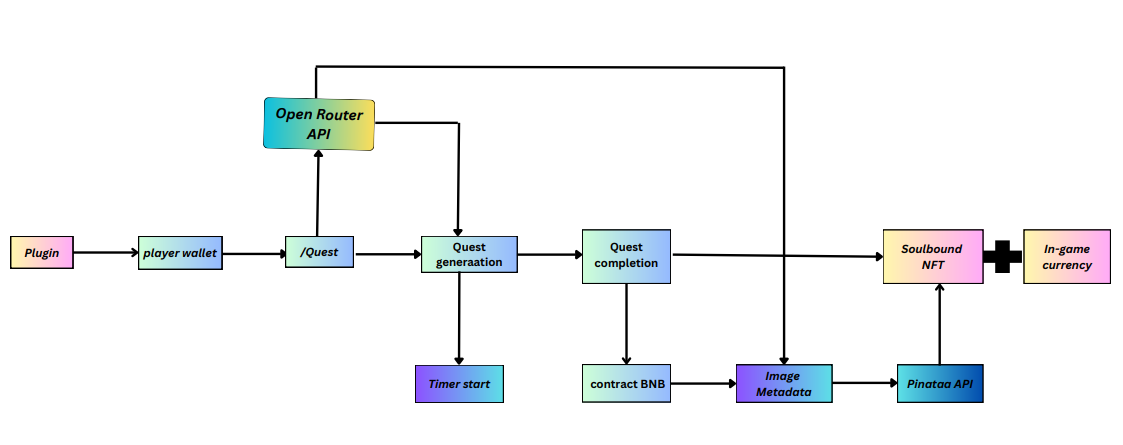 Open Router
API
Plugin
player wallet
/Quest
Quest
generaation
Quest
completion
Soulbound
NFT
In-game
currency
Timer start
contract BNB
Image
Metadata
Pinataa API